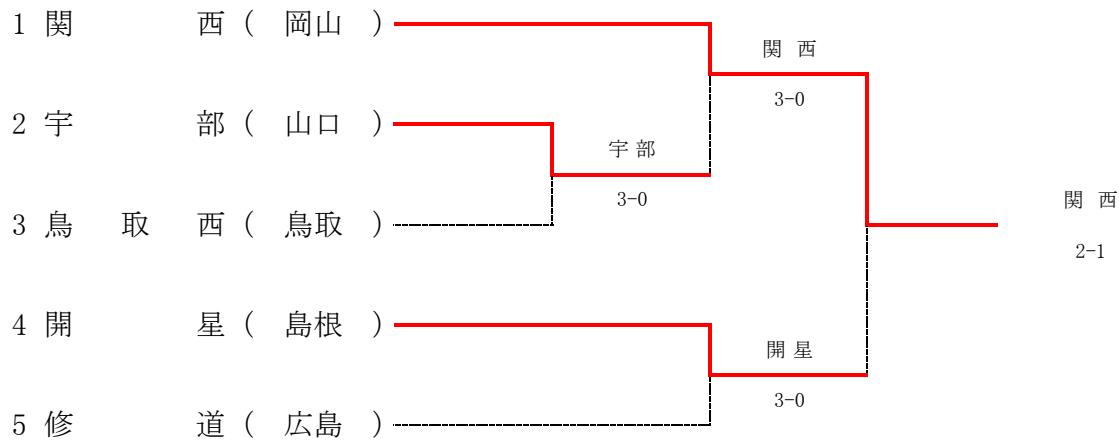 1 関 西 ( 岡山 )
関 西
3-0
2 宇 部 ( 山口 )
宇 部
3-0
3 鳥 取 西 ( 鳥取 )
関 西
2-1
4 開 星 ( 島根 )
開 星
3-0
5 修 道 ( 広島 )